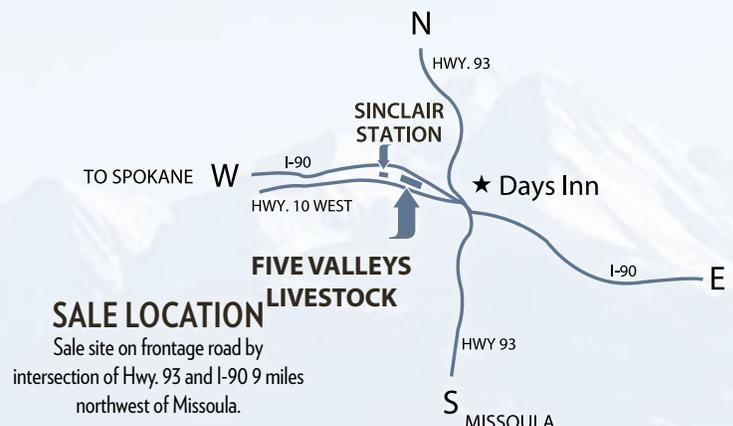 N
HWY. 93
SINCLAIR
STATION
I-90
TO SPOKANE W
★ Days Inn
HWY. 10 WEST
FIVE VALLEYS
LIVESTOCK
I-90
E
SALE LOCATION
Sale site on frontage road by
intersection of Hwy. 93 and I-90 9 miles
northwest of Missoula.
HWY 93
S
MISSOULA